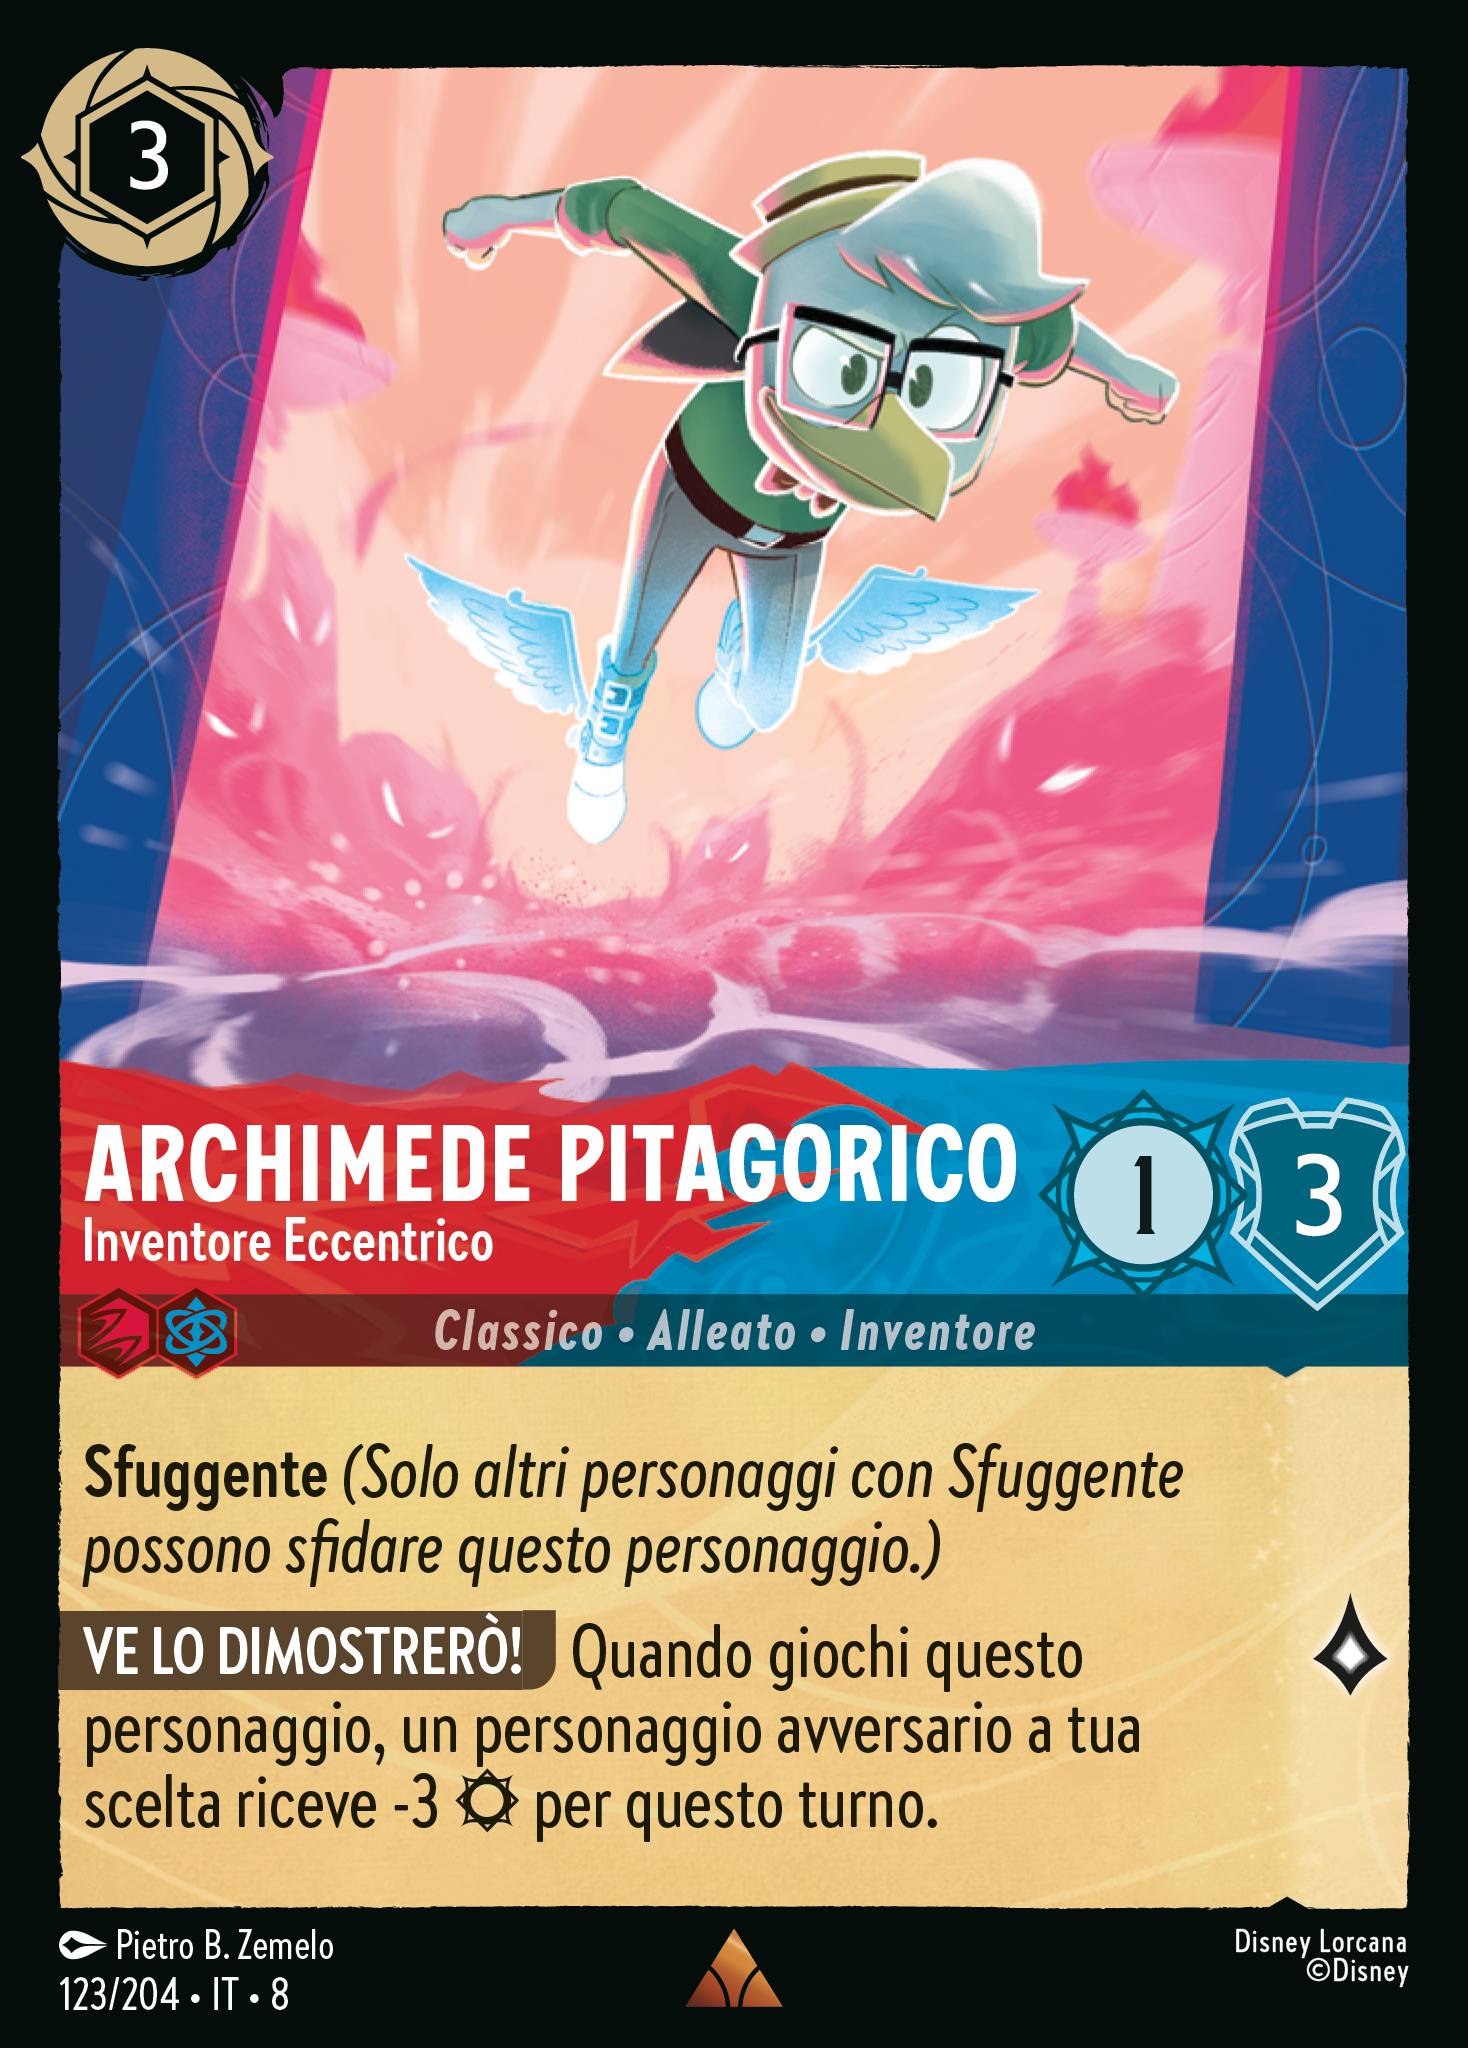 3
ARCHIMEDE PITAGORICO
Inventore Eccentrico
1
3
Classico • Alleato • Inventore
Sfuggente (Solo altri personaggi con Sfuggente
possono sfidare questo personaggio.)
VE LO DIMOSTRERÒ! Quando giochi questo
personaggio, un personaggio avversario a tua
scelta riceve -3 per questo turno.
Pietro B. Zemelo
123/204 • IT • 8
Disney Lorcana
©Disney